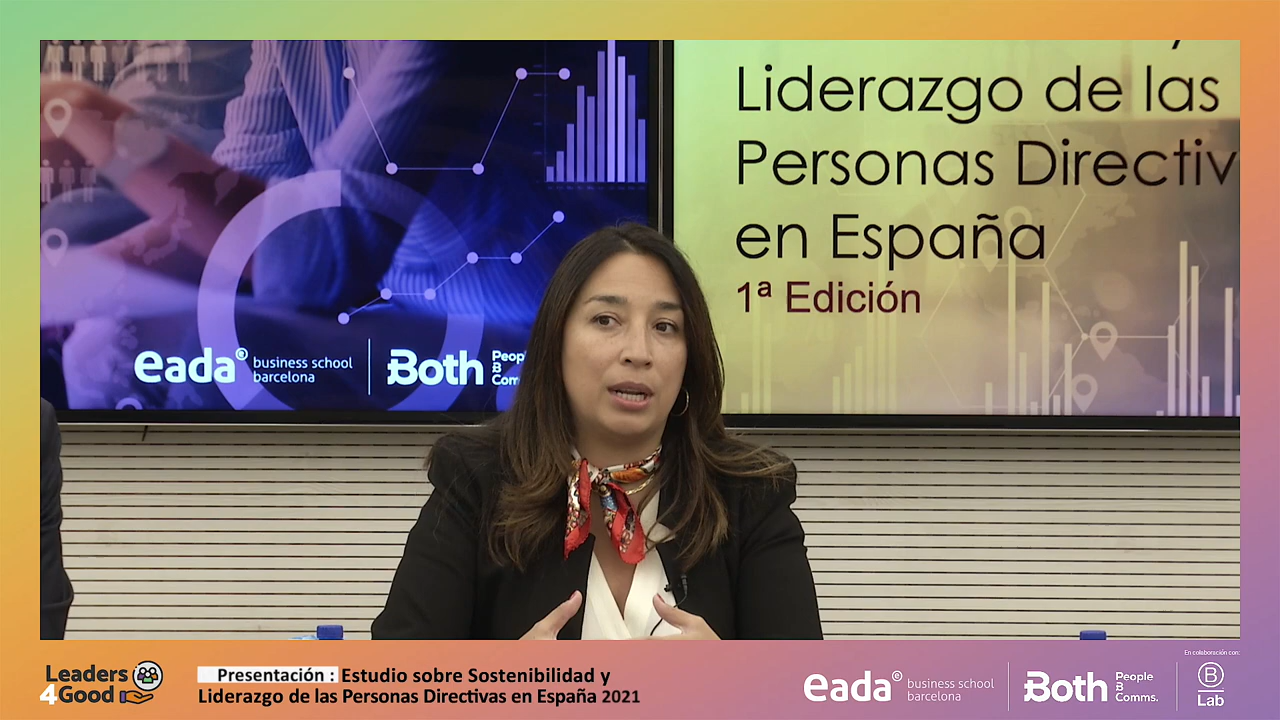 Liderazgo de las
Personas Directiv
en España
1ª Edición
eada® business school
barcelona
Both Peopl
B
Comm
Leaders
4Good
Presentación : Estudio sobre Sostenibilidad y
Liderazgo de las Personas Directivas en España 2021
eada® business school
barcelona
Both People
B
Comms.
En colaboración con:
B
Lab